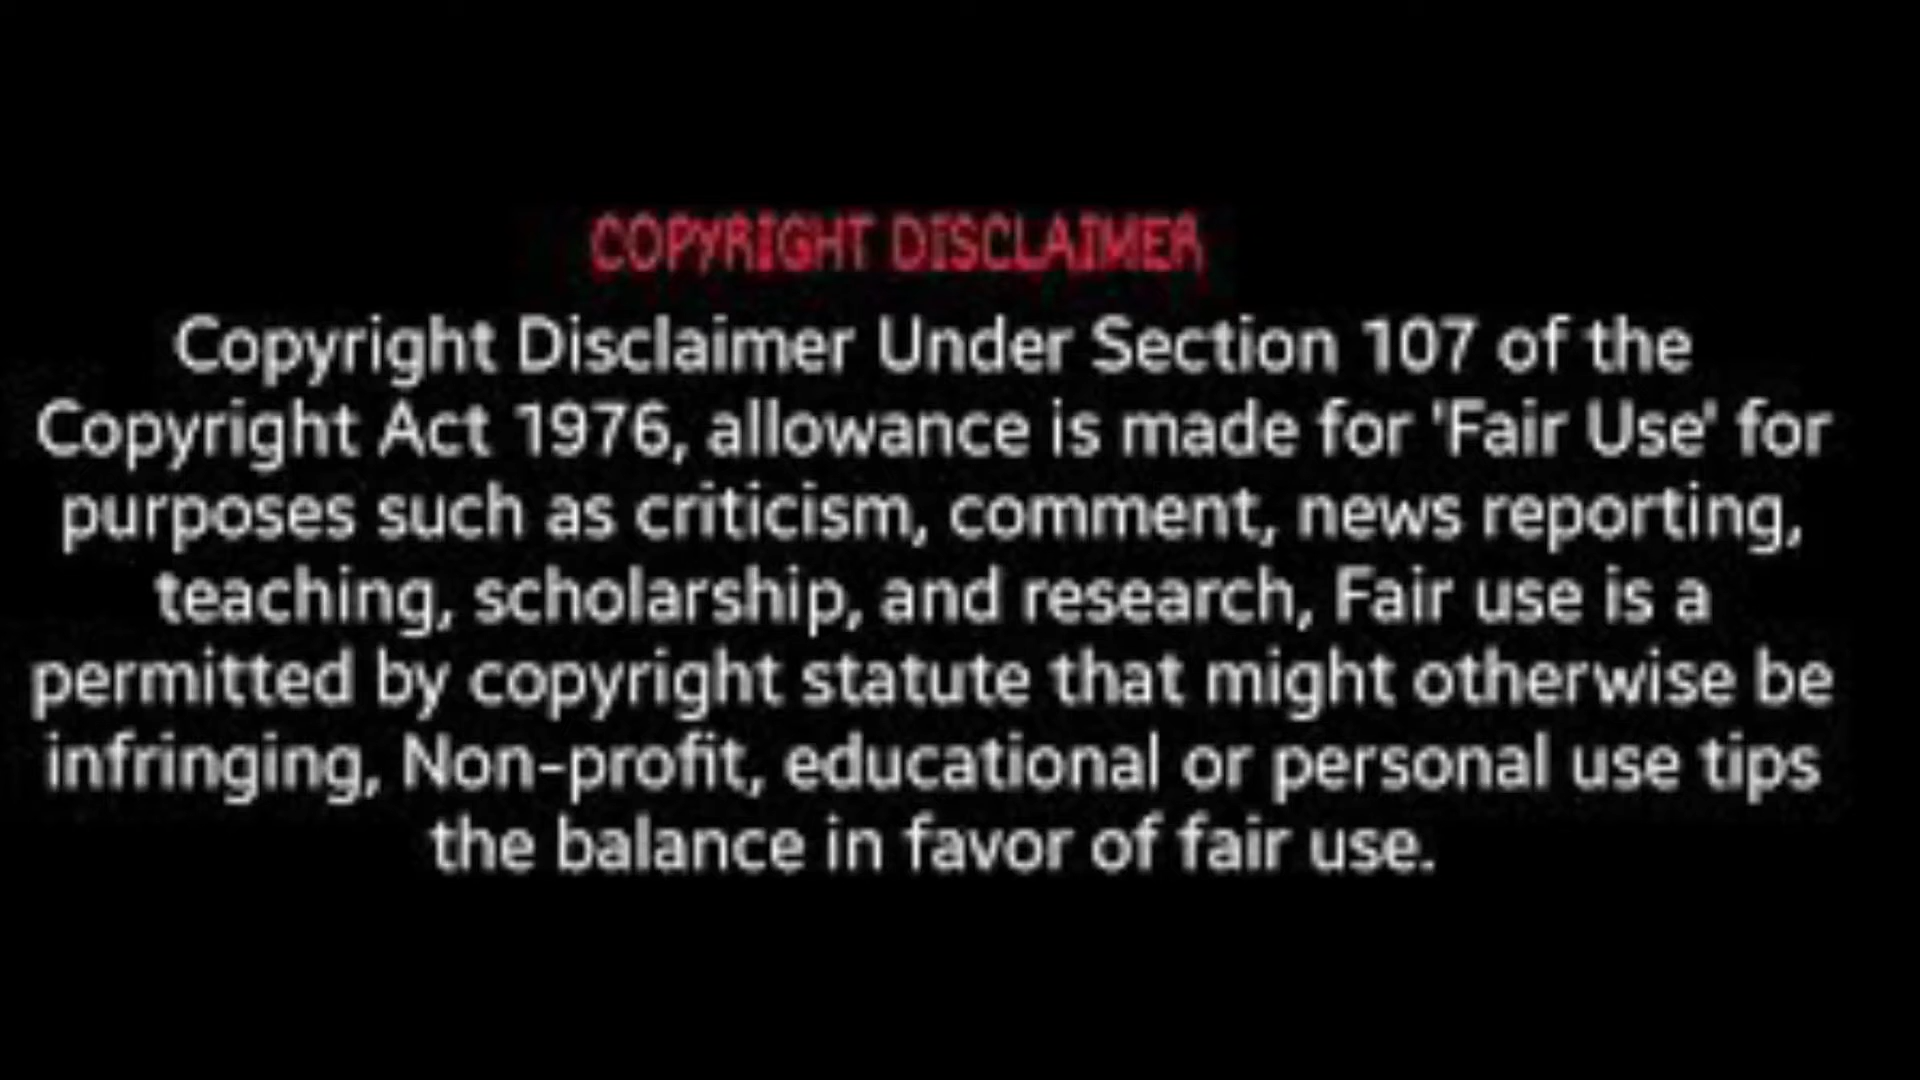 COPYRIGHT DISCLAIMER
Copyright Disclaimer Under Section 107 of the
Copyright Act 1976, allowance is made for 'Fair Use' for
purposes such as criticism, comment, news reporting,
teaching, scholarship, and research, Fair use is a
permitted by copyright statute that might otherwise be
infringing, Non-profit, educational or personal use tips
the balance in favor of fair use.